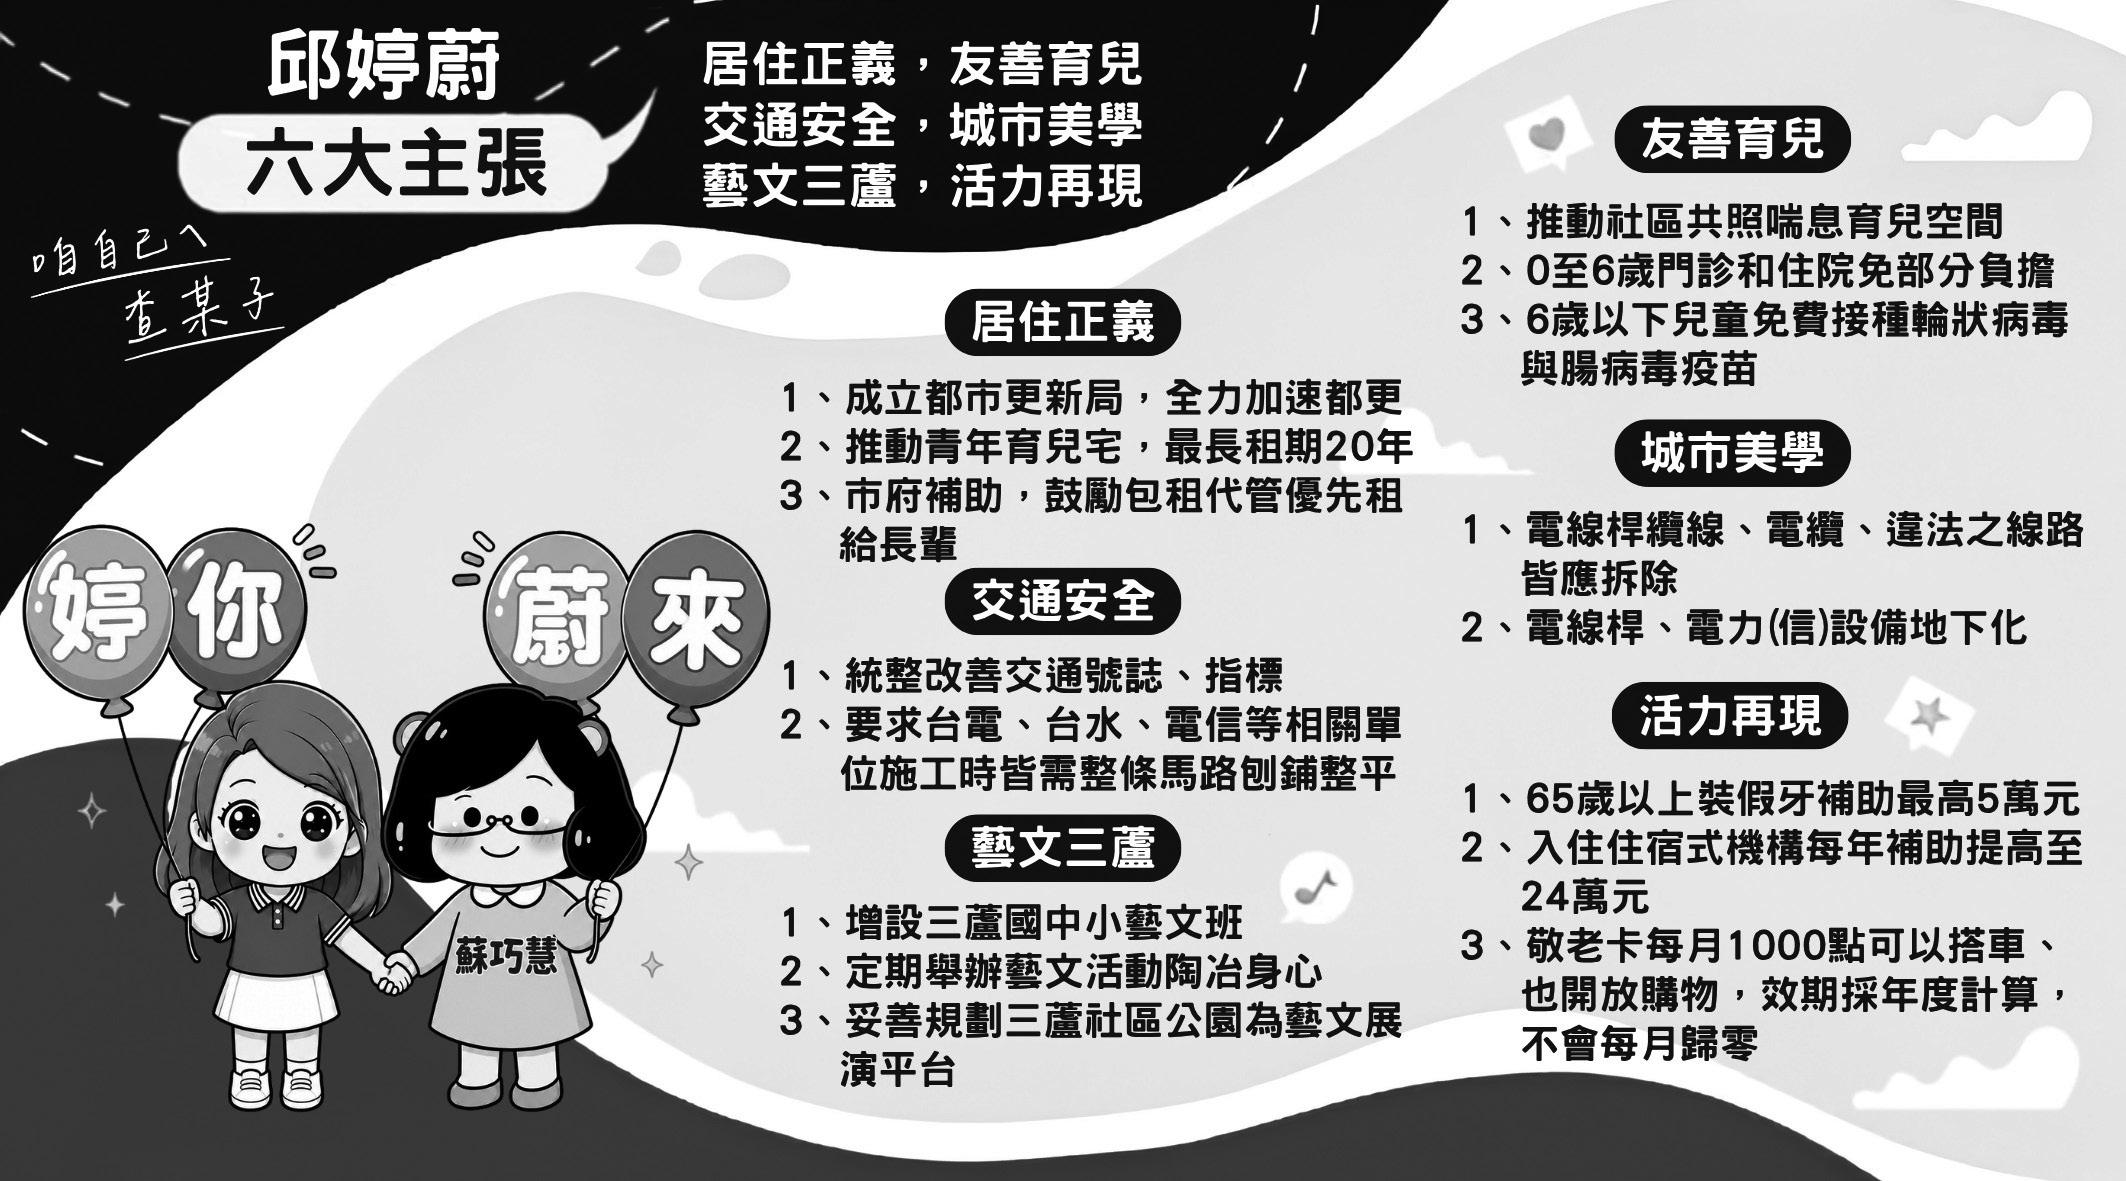 邱婷蔚
六大主張
咱自己ㄟ
查某子
居住正義，友善育兒
交通安全，城市美學
藝文三蘆，活力再現
婷你蔚來
蘇巧慧
居住正義
1、成立都市更新局，全力加速都更
2、推動青年育兒宅，最長租期20年
3、市府補助，鼓勵包租代管優先租
給長輩
交通安全
1、統整改善交通號誌、指標
2、要求台電、台水、電信等相關單
位施工時皆需整條馬路刨鋪整平
藝文三蘆
1、增設三蘆國中小藝文班
2、定期舉辦藝文活動陶冶身心
3、妥善規劃三蘆社區公園為藝文展
演平台
友善育兒
1、推動社區共照喘息育兒空間
2、0至6歲門診和住院免部分負擔
3、6歲以下兒童免費接種輪狀病毒
與腸病毒疫苗
城市美學
1、電線桿纜線、電纜、違法之線路
皆應拆除
2、電線桿、電力(信)設備地下化
活力再現
1、65歲以上裝假牙補助最高5萬元
2、入住住宿式機構每年補助提高至
24萬元
3、敬老卡每月1000點可以搭車、
也開放購物，效期採年度計算，
不會每月歸零